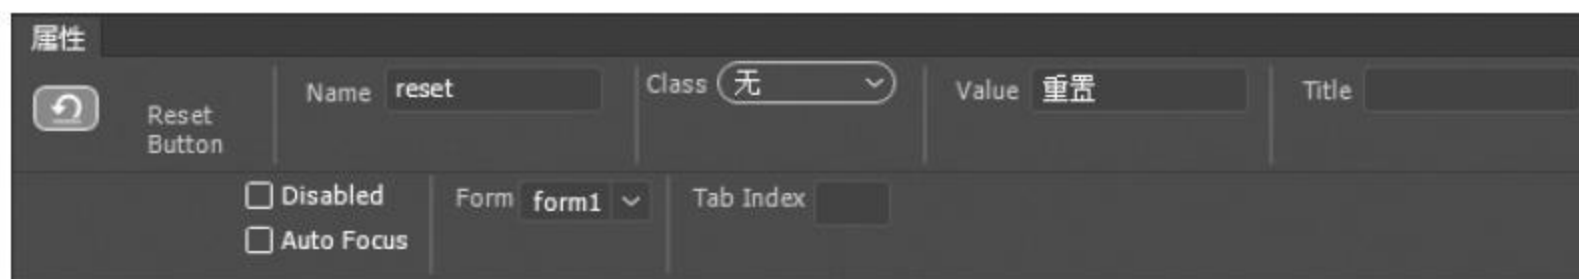 属性
Reset
Button
Name reset
Class 无
Value 重置
Title
Disabled
Auto Focus
Form form1
Tab Index